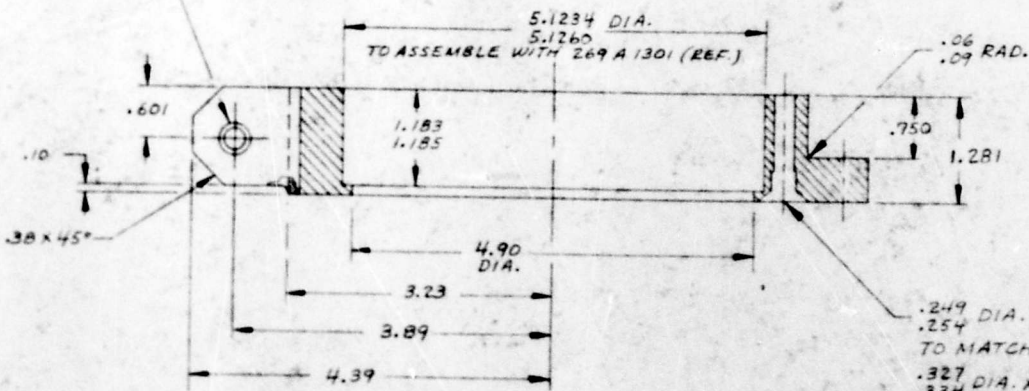 5.1234 DIA.
5.1260
TO ASSEMBLE WITH 269 A 1301 (REF.)
.06
.09 RAD.
.601
1.183
1.185
.750
1.281
.10
.38 X 45°
4.90
DIA.
3.23
3.89
4.39
.249 DIA.
.254
TO MATCH
.327 DIA.